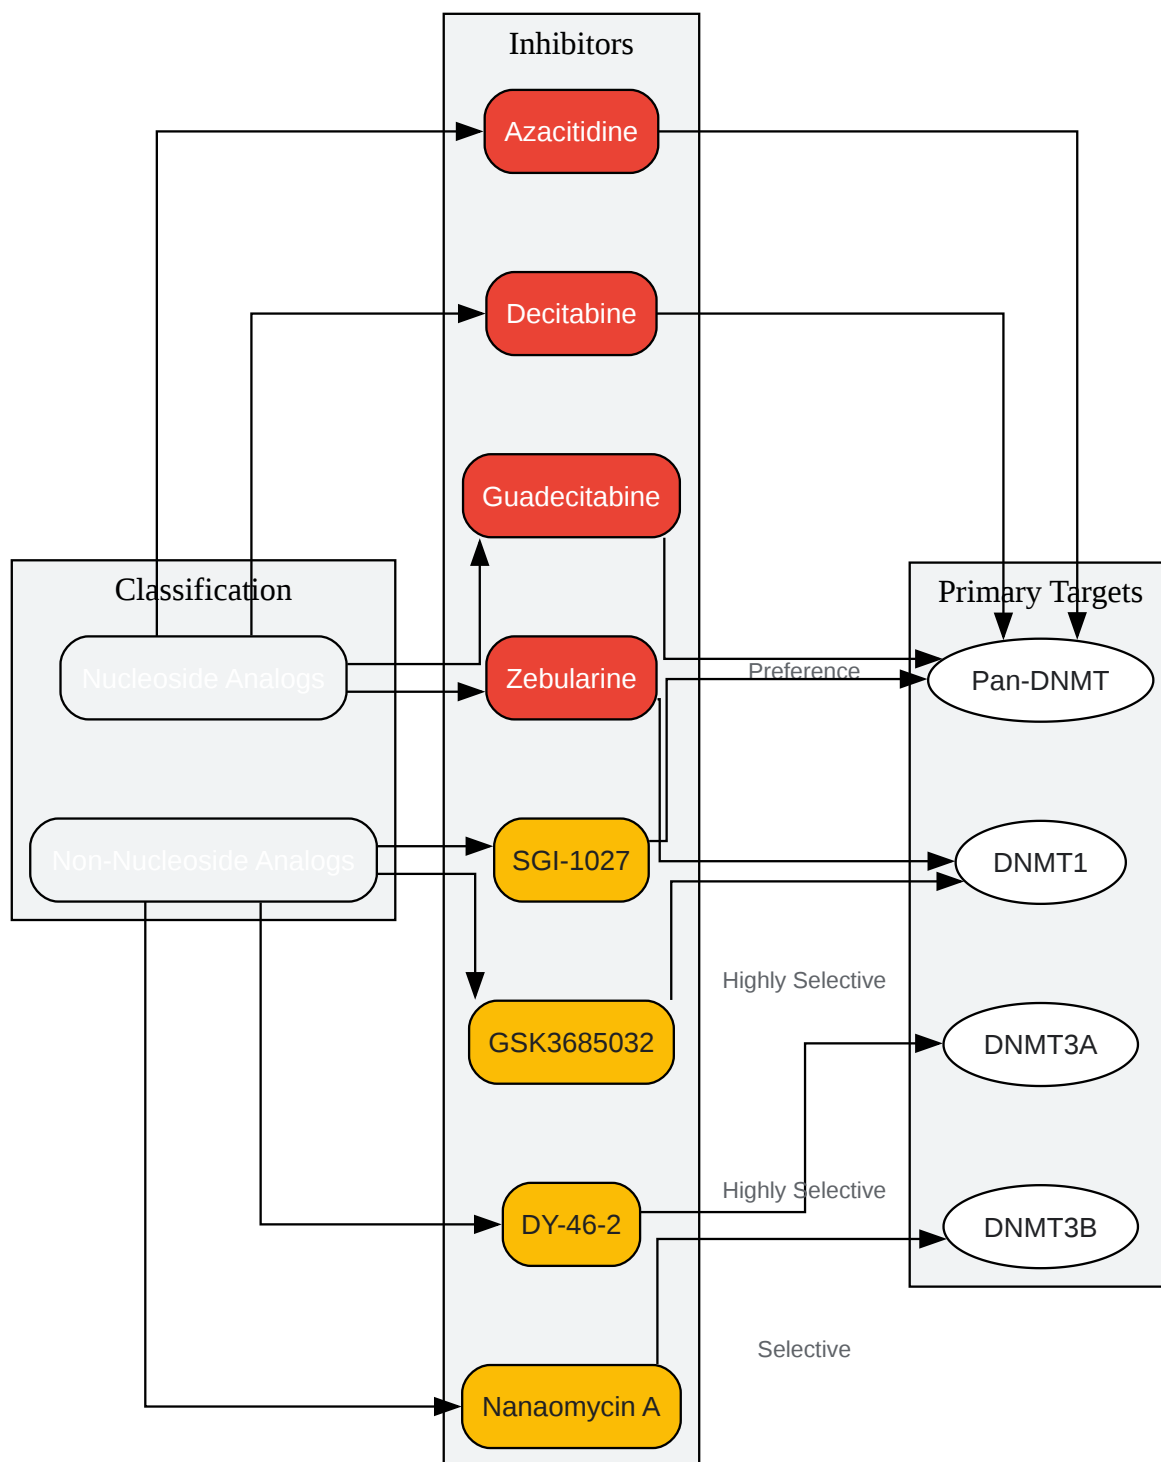 Inhibitors
Azacitidine
Decitabine
Guadecitabine
Classification
Primary Targets
Nucleoside Analogs
Zebularine
Preference
Pan-DNMT
Non-Nucleoside Analogs
SGI-1027
DNMT1
Highly Selective
GSK3685032
DNMT3A
Highly Selective
DY-46-2
DNMT3B
Selective
Nanaomycin A